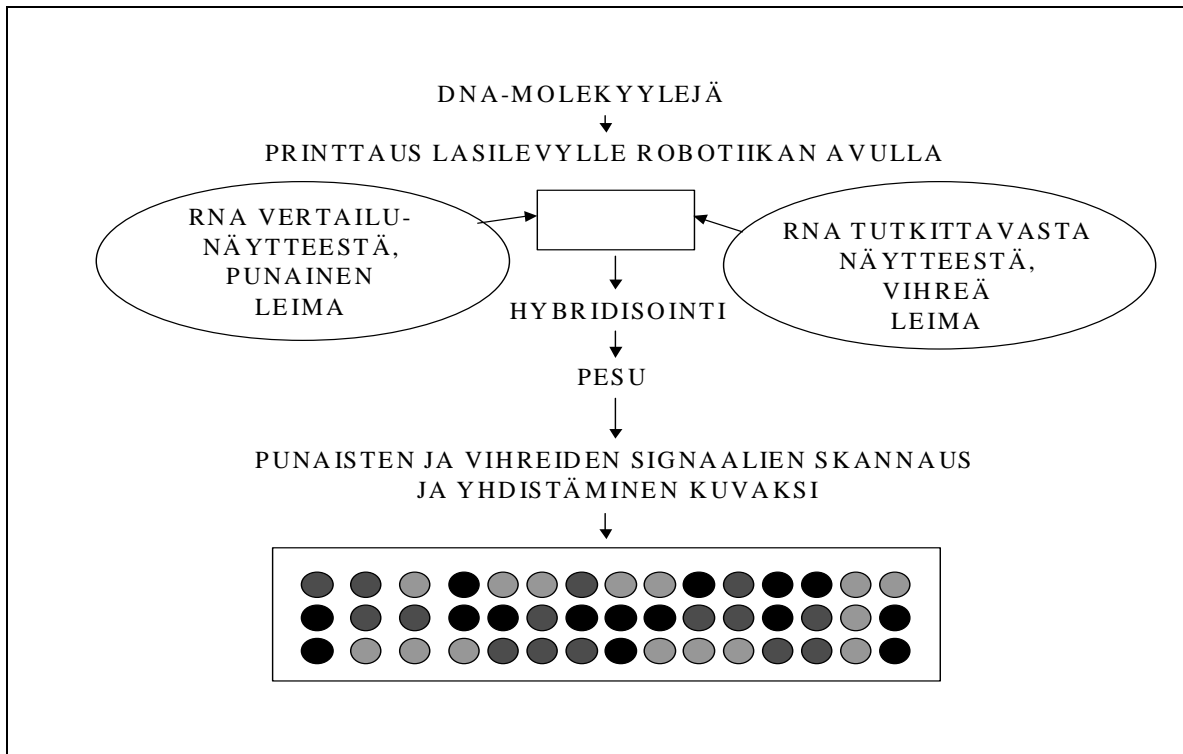 DNA-MOLEKYYLEJÄ
PRINTTAUS LASILEVYLLE ROBOTIIKAN AVULLA
RNA VERTAILU-
NÄYTTEESTÄ,
PUNAINEN
LEIMA
RNA TUTKITTAVASTA
NÄYTTEESTÄ,
VIHREÄ
LEIMA
HYBRIDISOINTI
PESU
PUNAISTEN JA VIHREIDEN SIGNAALIEN SKANNAUS
JA YHDISTÄMINEN KUVAKSI